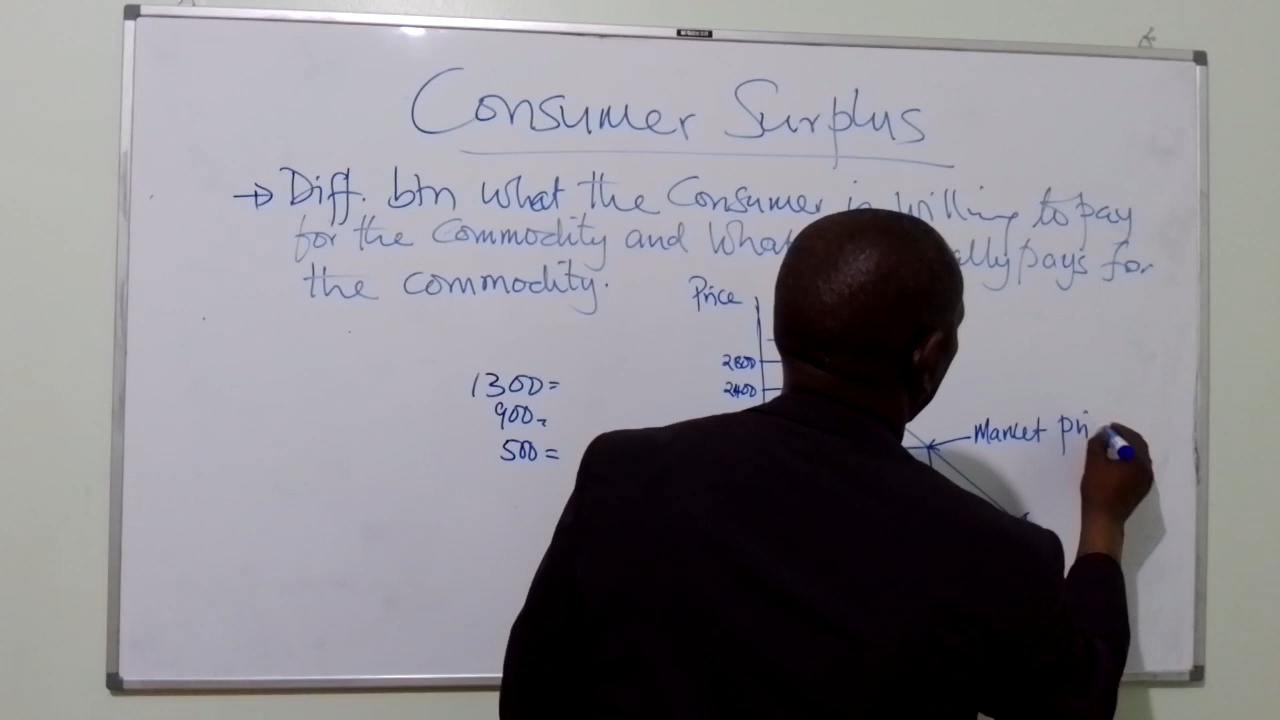 Consumer Surplus
→ Diff. btn what the Consumer is willing to pay
for the Commodity and What ally pays for
the commodity.
Price
2800
2400
1300=
900=
500=
Market pri